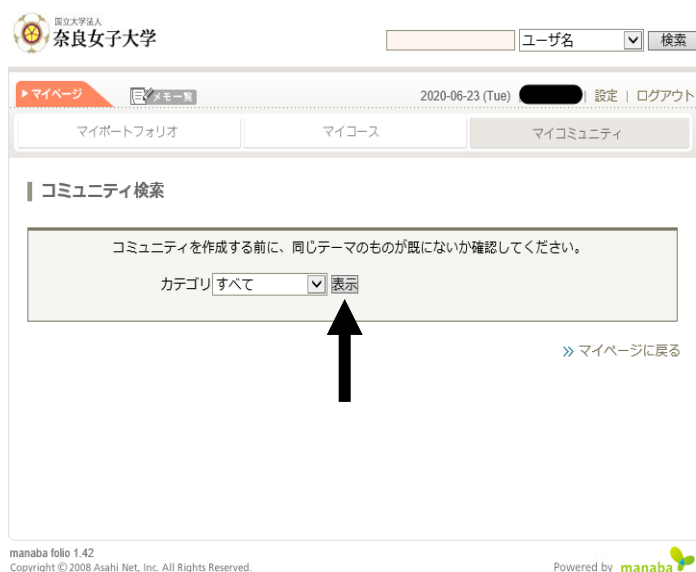 国立大学法人
奈良女子大学
ユーザ名 検索
マイページ メモ一覧 2020-06-23 (Tue) | 設定 | ログアウト
マイポートフォリオ マイコース マイコミュニティ
コミュニティ検索
コミュニティを作成する前に、同じテーマのものが既にないか確認してください。
カテゴリ すべて 表示
マイページに戻る
manaba folio 1.42
Copyright © 2008 Asahi Net, Inc. All Rights Reserved.
Powered by manaba